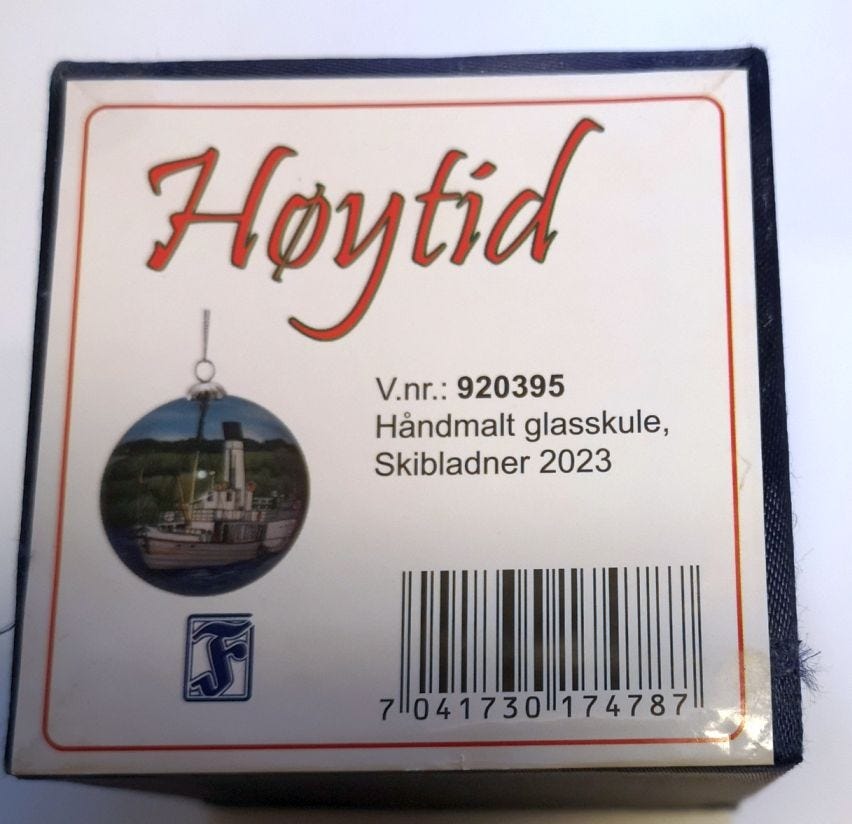 Høytid
V.nr.: 920395
Håndmalt glasskule,
Skibladner 2023
F
7 041730 174787